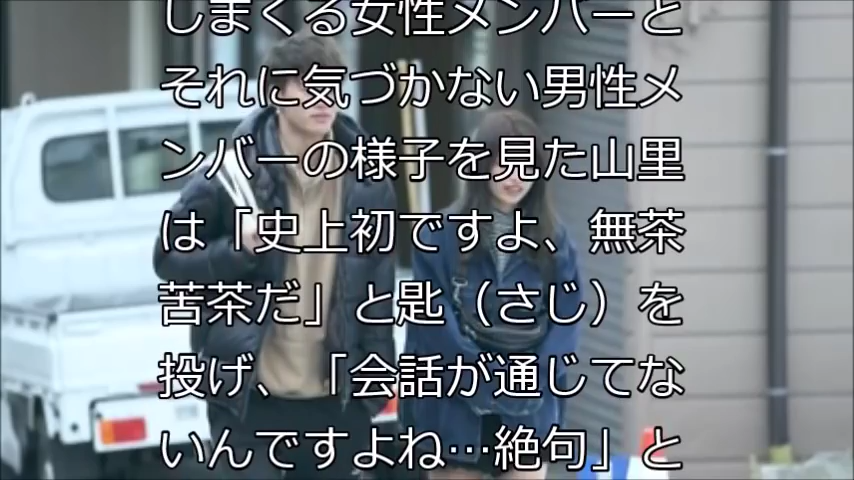 しまくる女性メンバーと
それに気づかない男性メ
ンバーの様子を見た山里
は「史上初ですよ、無茶
苦茶だ」と匙（さじ）を
投げ、「会話が通じてな
いんですよね…絶句」と